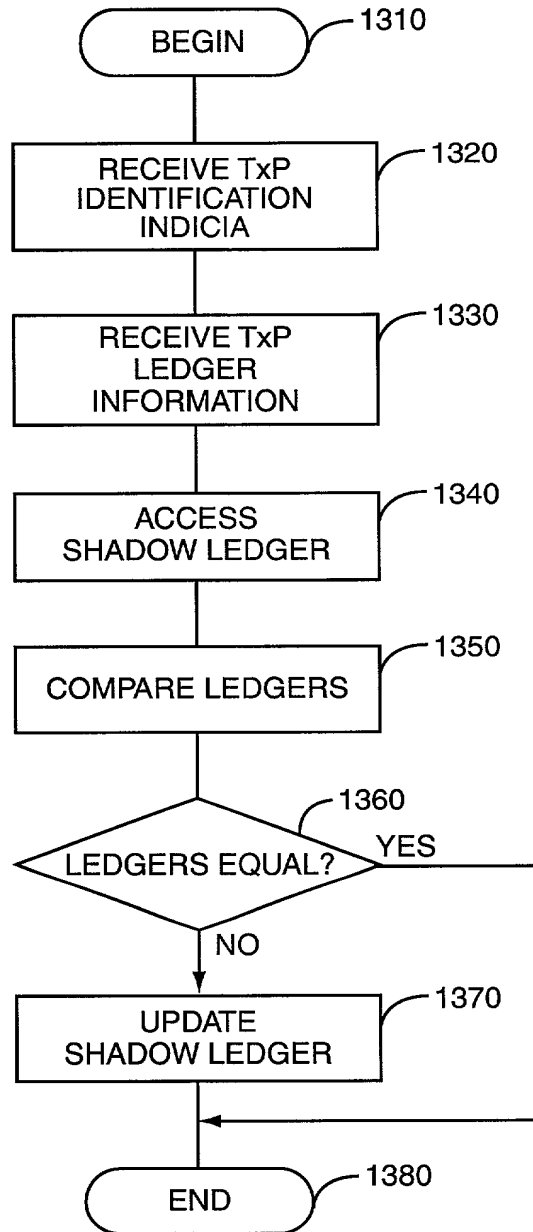 BEGIN
1310
RECEIVE TxP
IDENTIFICATION
INDICIA
1320
RECEIVE TxP
LEDGER
INFORMATION
1330
ACCESS
SHADOW LEDGER
1340
COMPARE LEDGERS
1350
LEDGERS EQUAL?
1360
YES
NO
UPDATE
SHADOW LEDGER
1370
END
1380